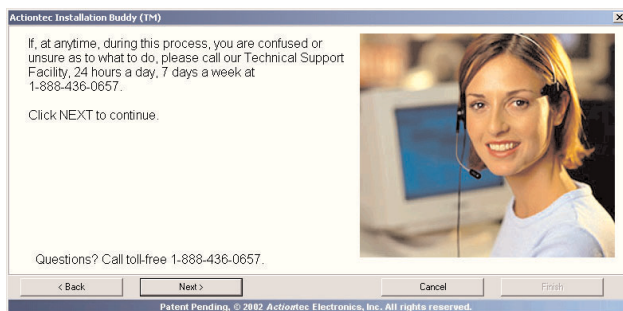 Actiontec Installation Buddy (TM)
If, at anytime, during this process, you are confused or
unsure as to what to do, please call our Technical Support
Facility, 24 hours a day, 7 days a week at
1-888-436-0657.
Click NEXT to continue.
Questions? Call toll-free 1-888-436-0657.
< Back Next > Cancel Finish
Patent Pending, © 2002 Actiontec Electronics, Inc. All rights reserved.